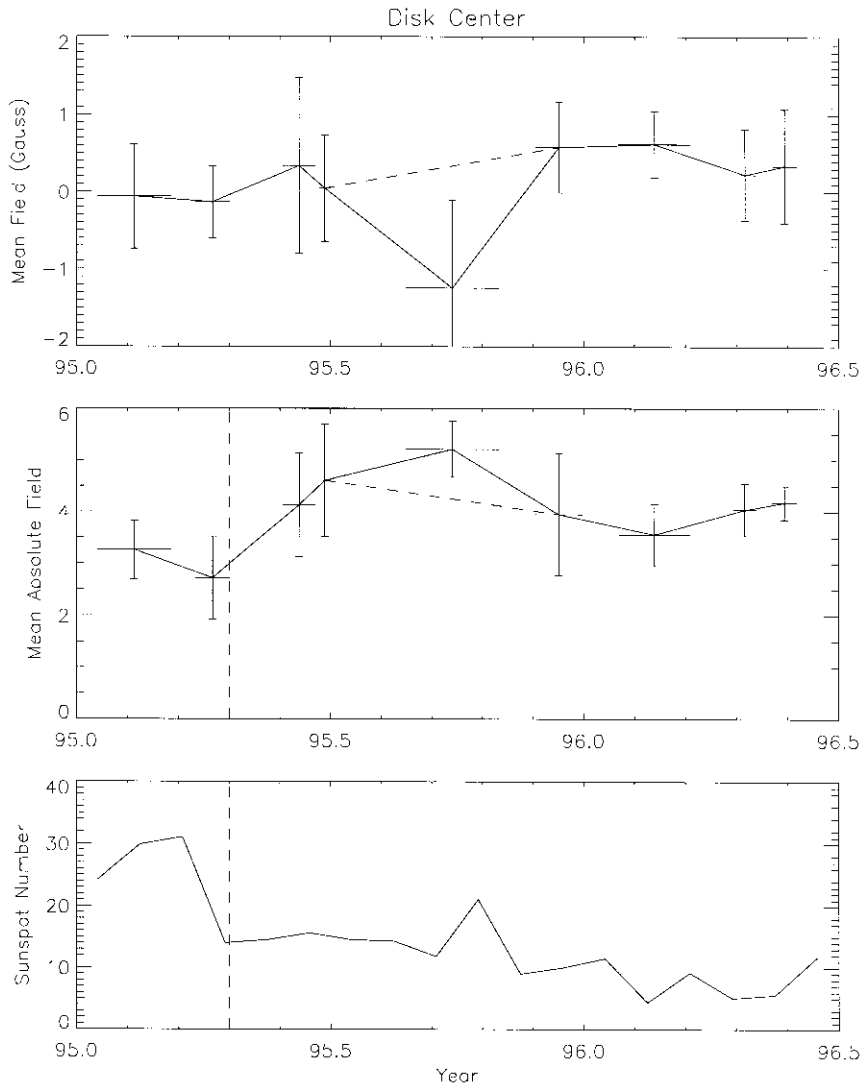 Disk Center
Mean Field (Gauss)
2
1
0
-1
-2
95.0 95.5 96.0 96.5
Mean Absolute Field
6
4
2
0
95.0 95.5 96.0 96.5
Sunspot Number
40
30
20
10
0
95.0 95.5 96.0 96.5
Year